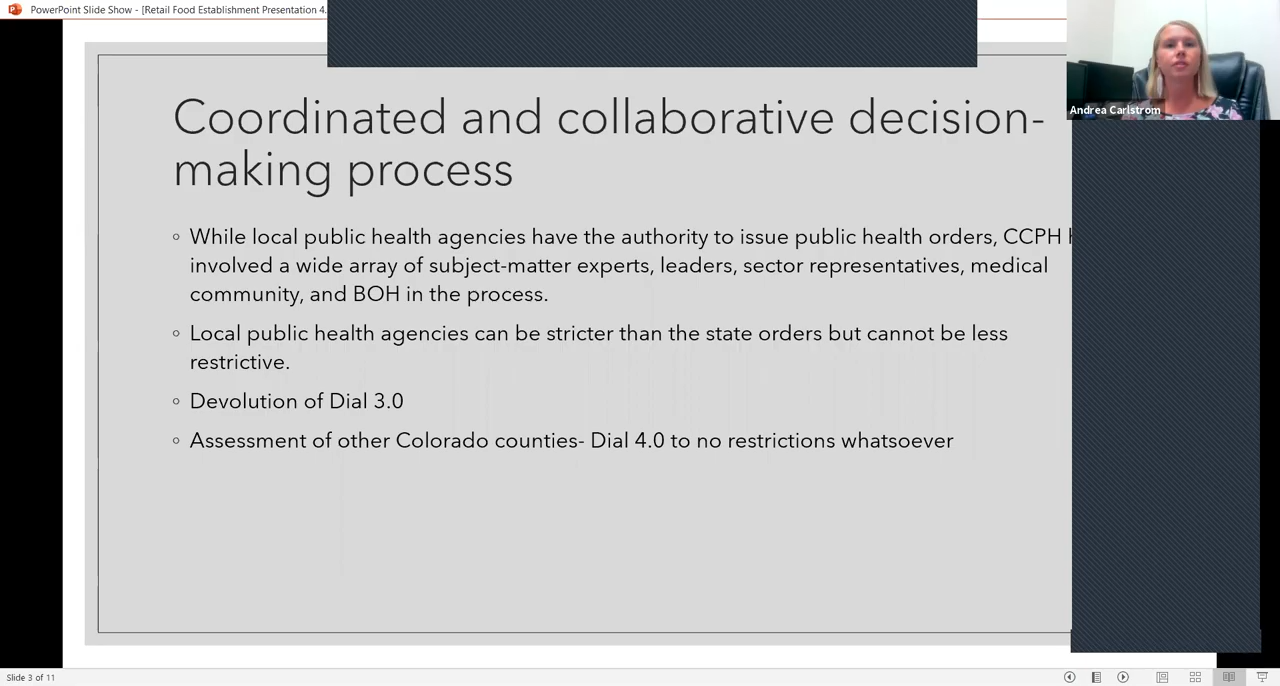 PowerPoint Slide Show - [Retail Food Establishment Presentation 4.
Andrea Carlstrom
Coordinated and collaborative decision-
making process
◦ While local public health agencies have the authority to issue public health orders, CCPH
involved a wide array of subject-matter experts, leaders, sector representatives, medical
community, and BOH in the process.
◦ Local public health agencies can be stricter than the state orders but cannot be less
restrictive.
◦ Devolution of Dial 3.0
◦ Assessment of other Colorado counties- Dial 4.0 to no restrictions whatsoever
Slide 3 of 11